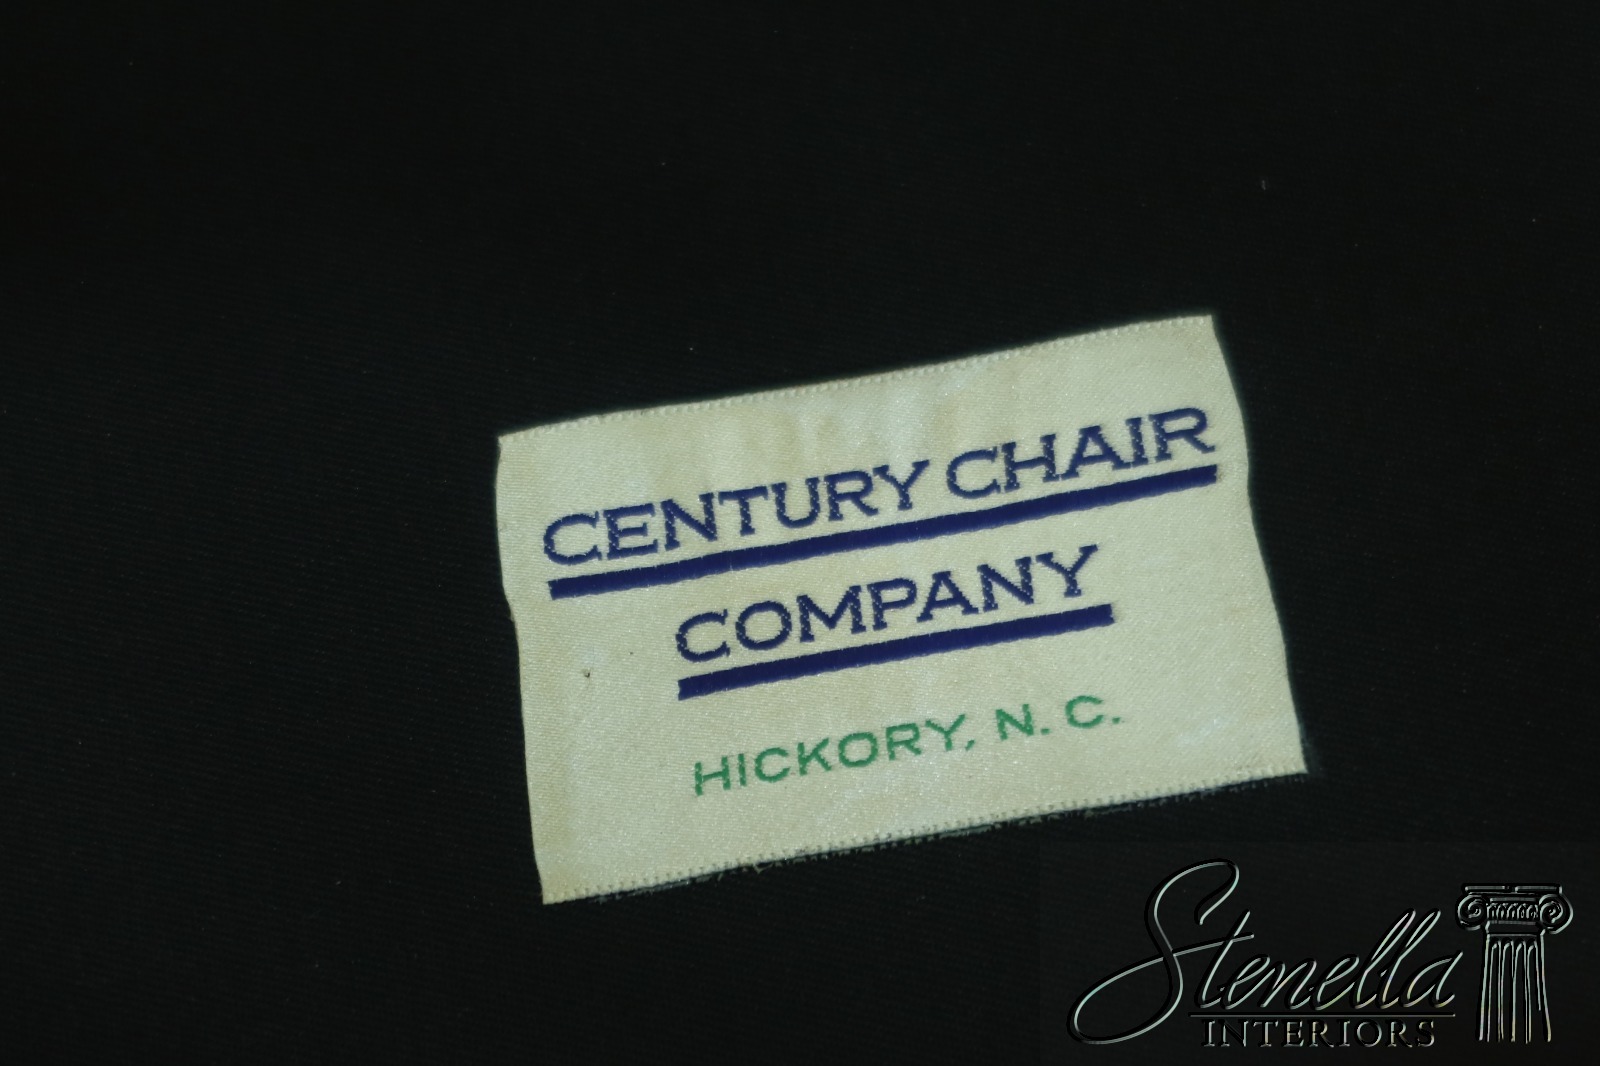 CENTURY CHAIR
COMPANY
HICKORY, N. C.
Stenella
INTERIORS